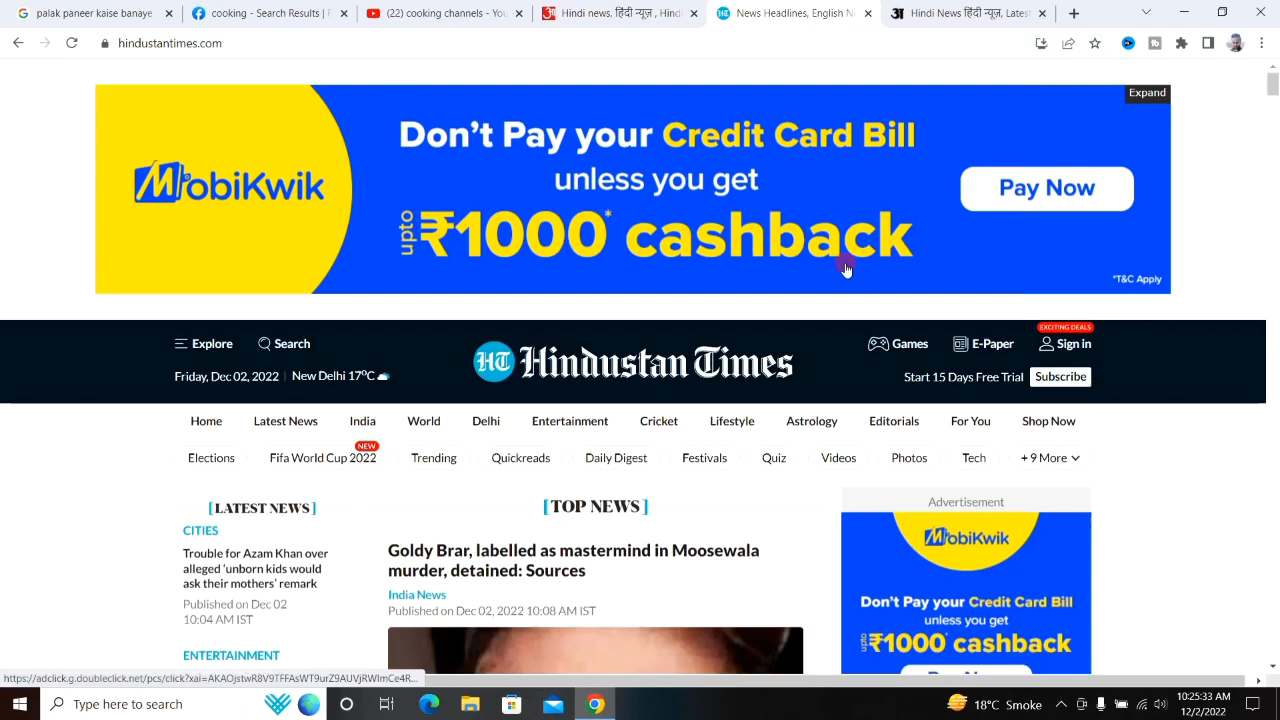 palak paneer kaise banaye
cooking - Search Results | F
(22) cooking channels - You
Hindi news, हिंदी न्यूज़ , Hindi
News Headlines, English N
Hindi News हिंदी न्यूज़, Latest
hindustantimes.com
Expand
MobiKwik
Don't Pay your Credit Card Bill
unless you get
upto ₹1000* cashback
Pay Now
*T&C Apply
EXCITING DEALS
Explore Search HT Hindustan Times Games E-Paper Sign in
Friday, Dec 02, 2022 New Delhi 17°C Start 15 Days Free Trial Subscribe
Home Latest News India World Delhi Entertainment Cricket Lifestyle Astrology Editorials For You Shop Now
NEW
Elections Fifa World Cup 2022 Trending Quickreads Daily Digest Festivals Quiz Videos Photos Tech + 9 More
[LATEST NEWS]
CITIES
Trouble for Azam Khan over
alleged ‘unborn kids would
ask their mothers’ remark
Published on Dec 02
10:04 AM IST
ENTERTAINMENT
[TOP NEWS]
Goldy Brar, labelled as mastermind in Moosewala
murder, detained: Sources
India News
Published on Dec 02, 2022 10:08 AM IST
Advertisement
MobiKwik
Don't Pay your Credit Card Bill
unless you get
upto ₹1000 cashback
Pay Now
Type here to search
18°C Smoke
10:25:33 AM
12/2/2022